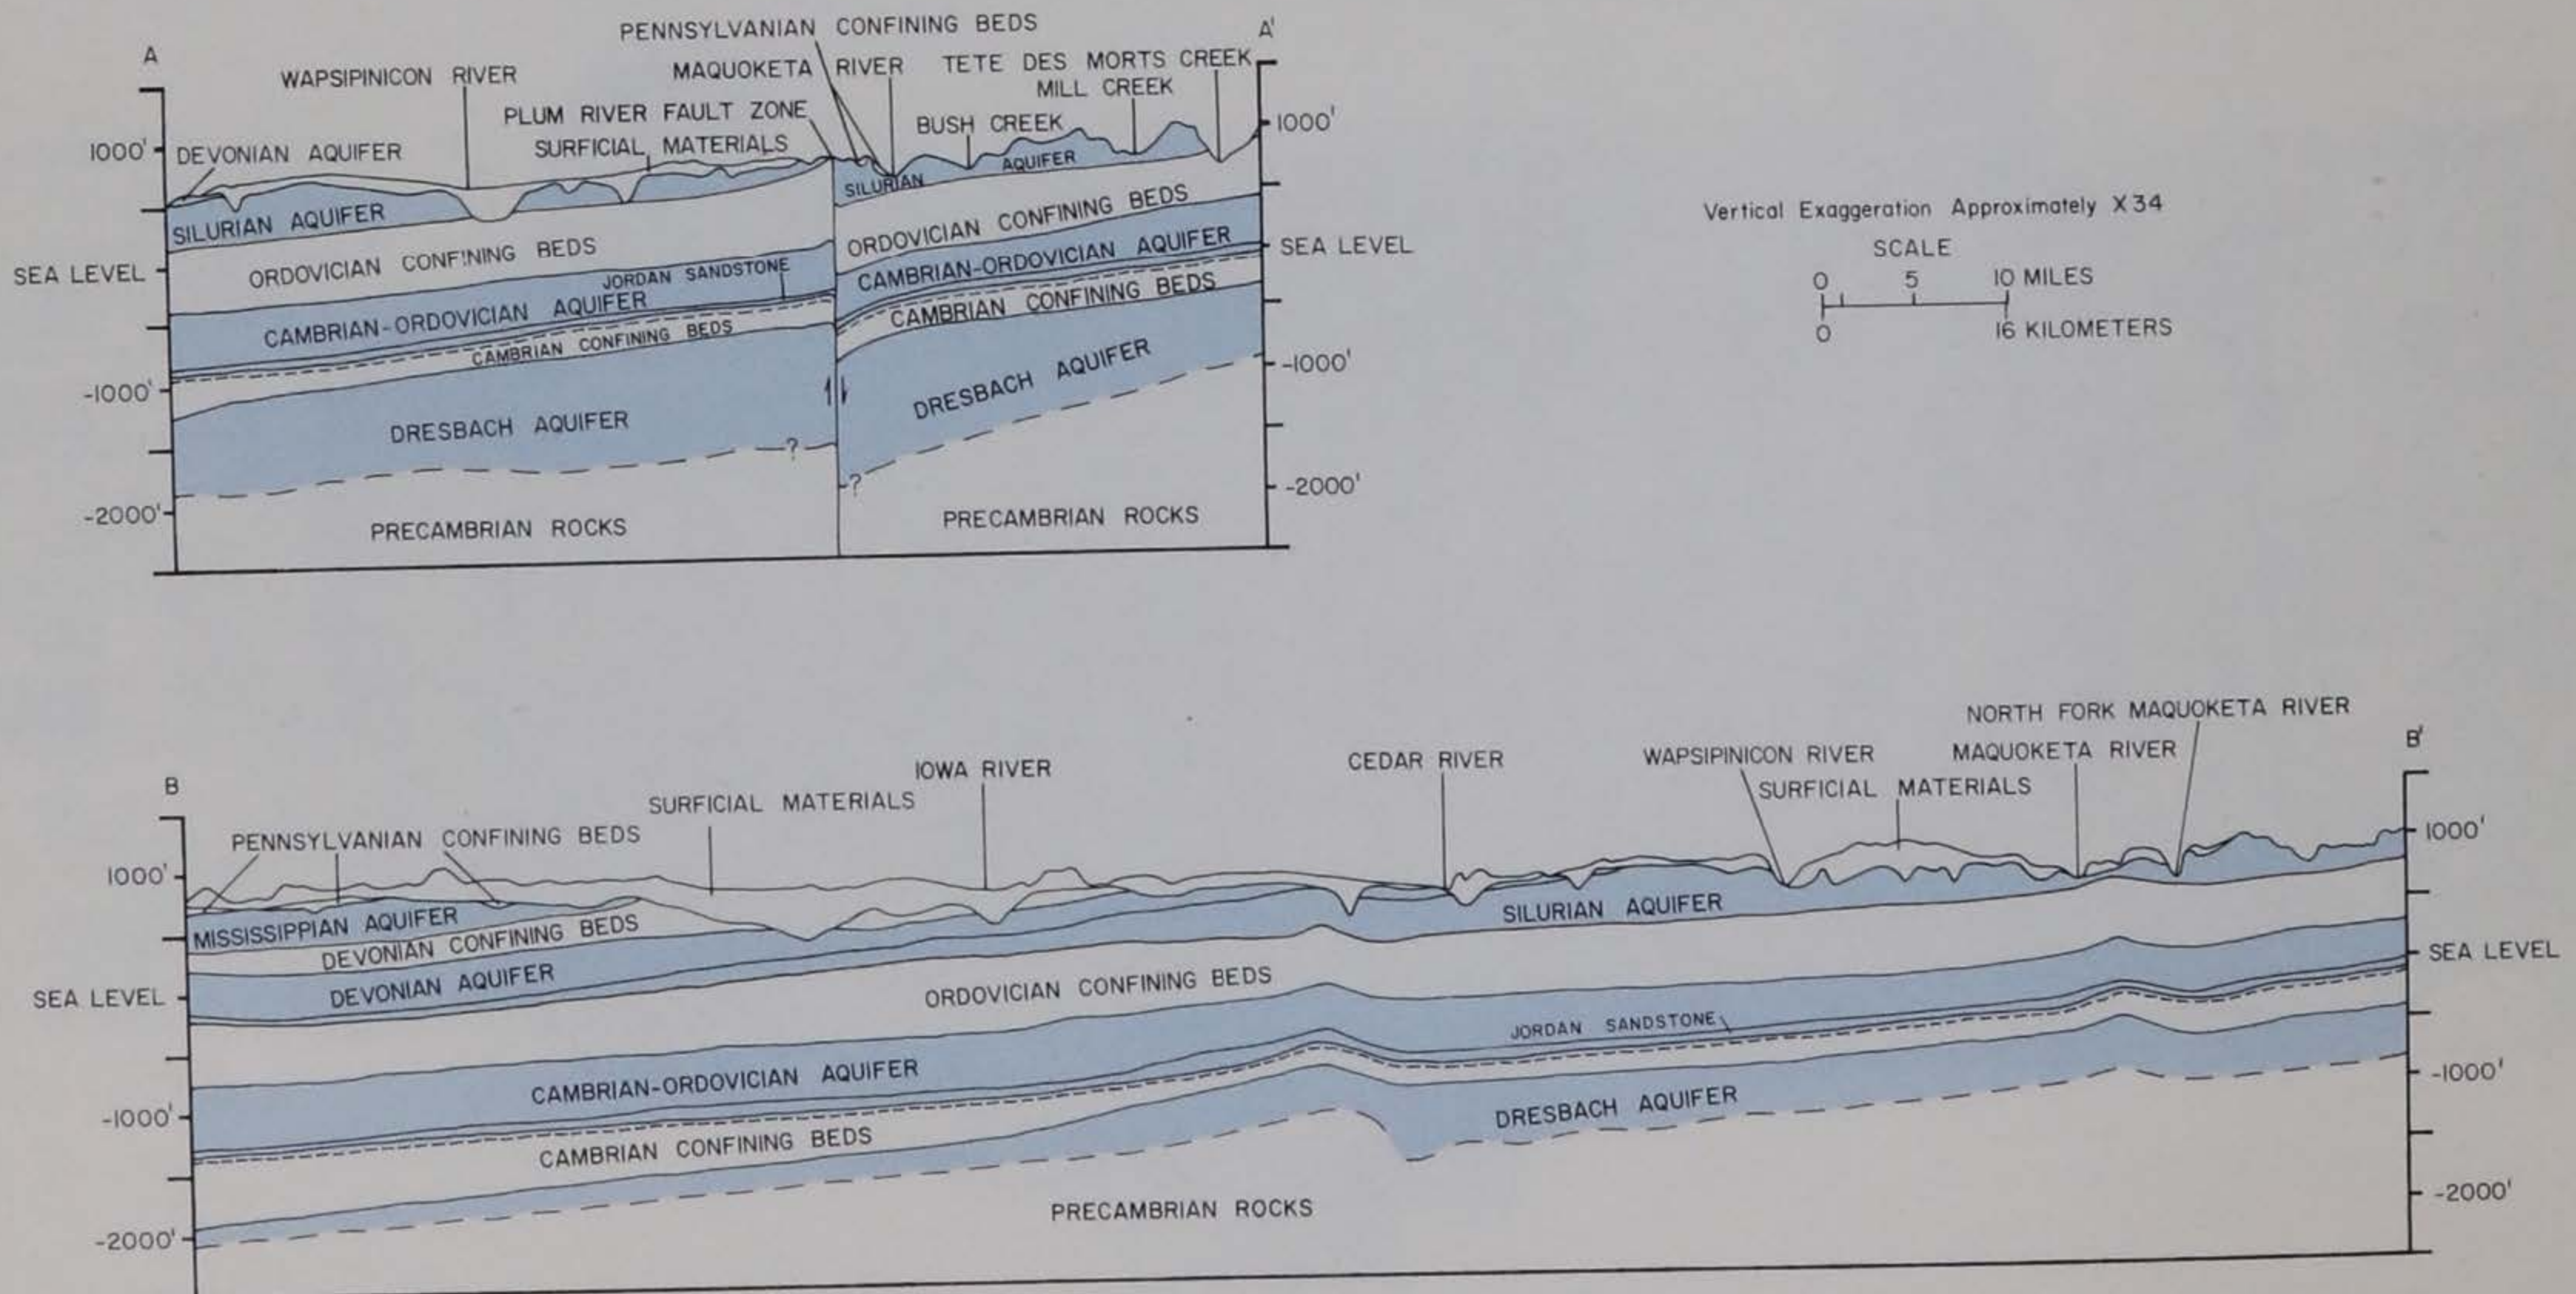 PENNSYLVANIAN CONFINING BEDS
A
A'
WAPSIPINICON RIVER
MAQUOKETA RIVER
TETE DES MORTS CREEK
MILL CREEK
PLUM RIVER FAULT ZONE
BUSH CREEK
1000'
DEVONIAN AQUIFER
SURFICIAL MATERIALS
1000'
SILURIAN AQUIFER
SILURIAN AQUIFER
ORDOVICIAN CONFINING BEDS
ORDOVICIAN CONFINING BEDS
SEA LEVEL
SEA LEVEL
JORDAN SANDSTONE
CAMBRIAN-ORDOVICIAN AQUIFER
CAMBRIAN-ORDOVICIAN AQUIFER
CAMBRIAN CONFINING BEDS
CAMBRIAN CONFINING BEDS
-1000'
-1000'
DRESBACH AQUIFER
DRESBACH AQUIFER
?
?
-2000'
-2000'
PRECAMBRIAN ROCKS
PRECAMBRIAN ROCKS
Vertical Exaggeration Approximately X34
SCALE
0 5 10 MILES
0 16 KILOMETERS
NORTH FORK MAQUOKETA RIVER
B
B'
IOWA RIVER
CEDAR RIVER
WAPSIPINICON RIVER
MAQUOKETA RIVER
SURFICIAL MATERIALS
SURFICIAL MATERIALS
PENNSYLVANIAN CONFINING BEDS
1000'
1000'
MISSISSIPPIAN AQUIFER
SILURIAN AQUIFER
DEVONIAN CONFINING BEDS
DEVONIAN AQUIFER
SEA LEVEL
SEA LEVEL
ORDOVICIAN CONFINING BEDS
JORDAN SANDSTONE
CAMBRIAN-ORDOVICIAN AQUIFER
-1000'
-1000'
DRESBACH AQUIFER
CAMBRIAN CONFINING BEDS
PRECAMBRIAN ROCKS
-2000'
-2000'